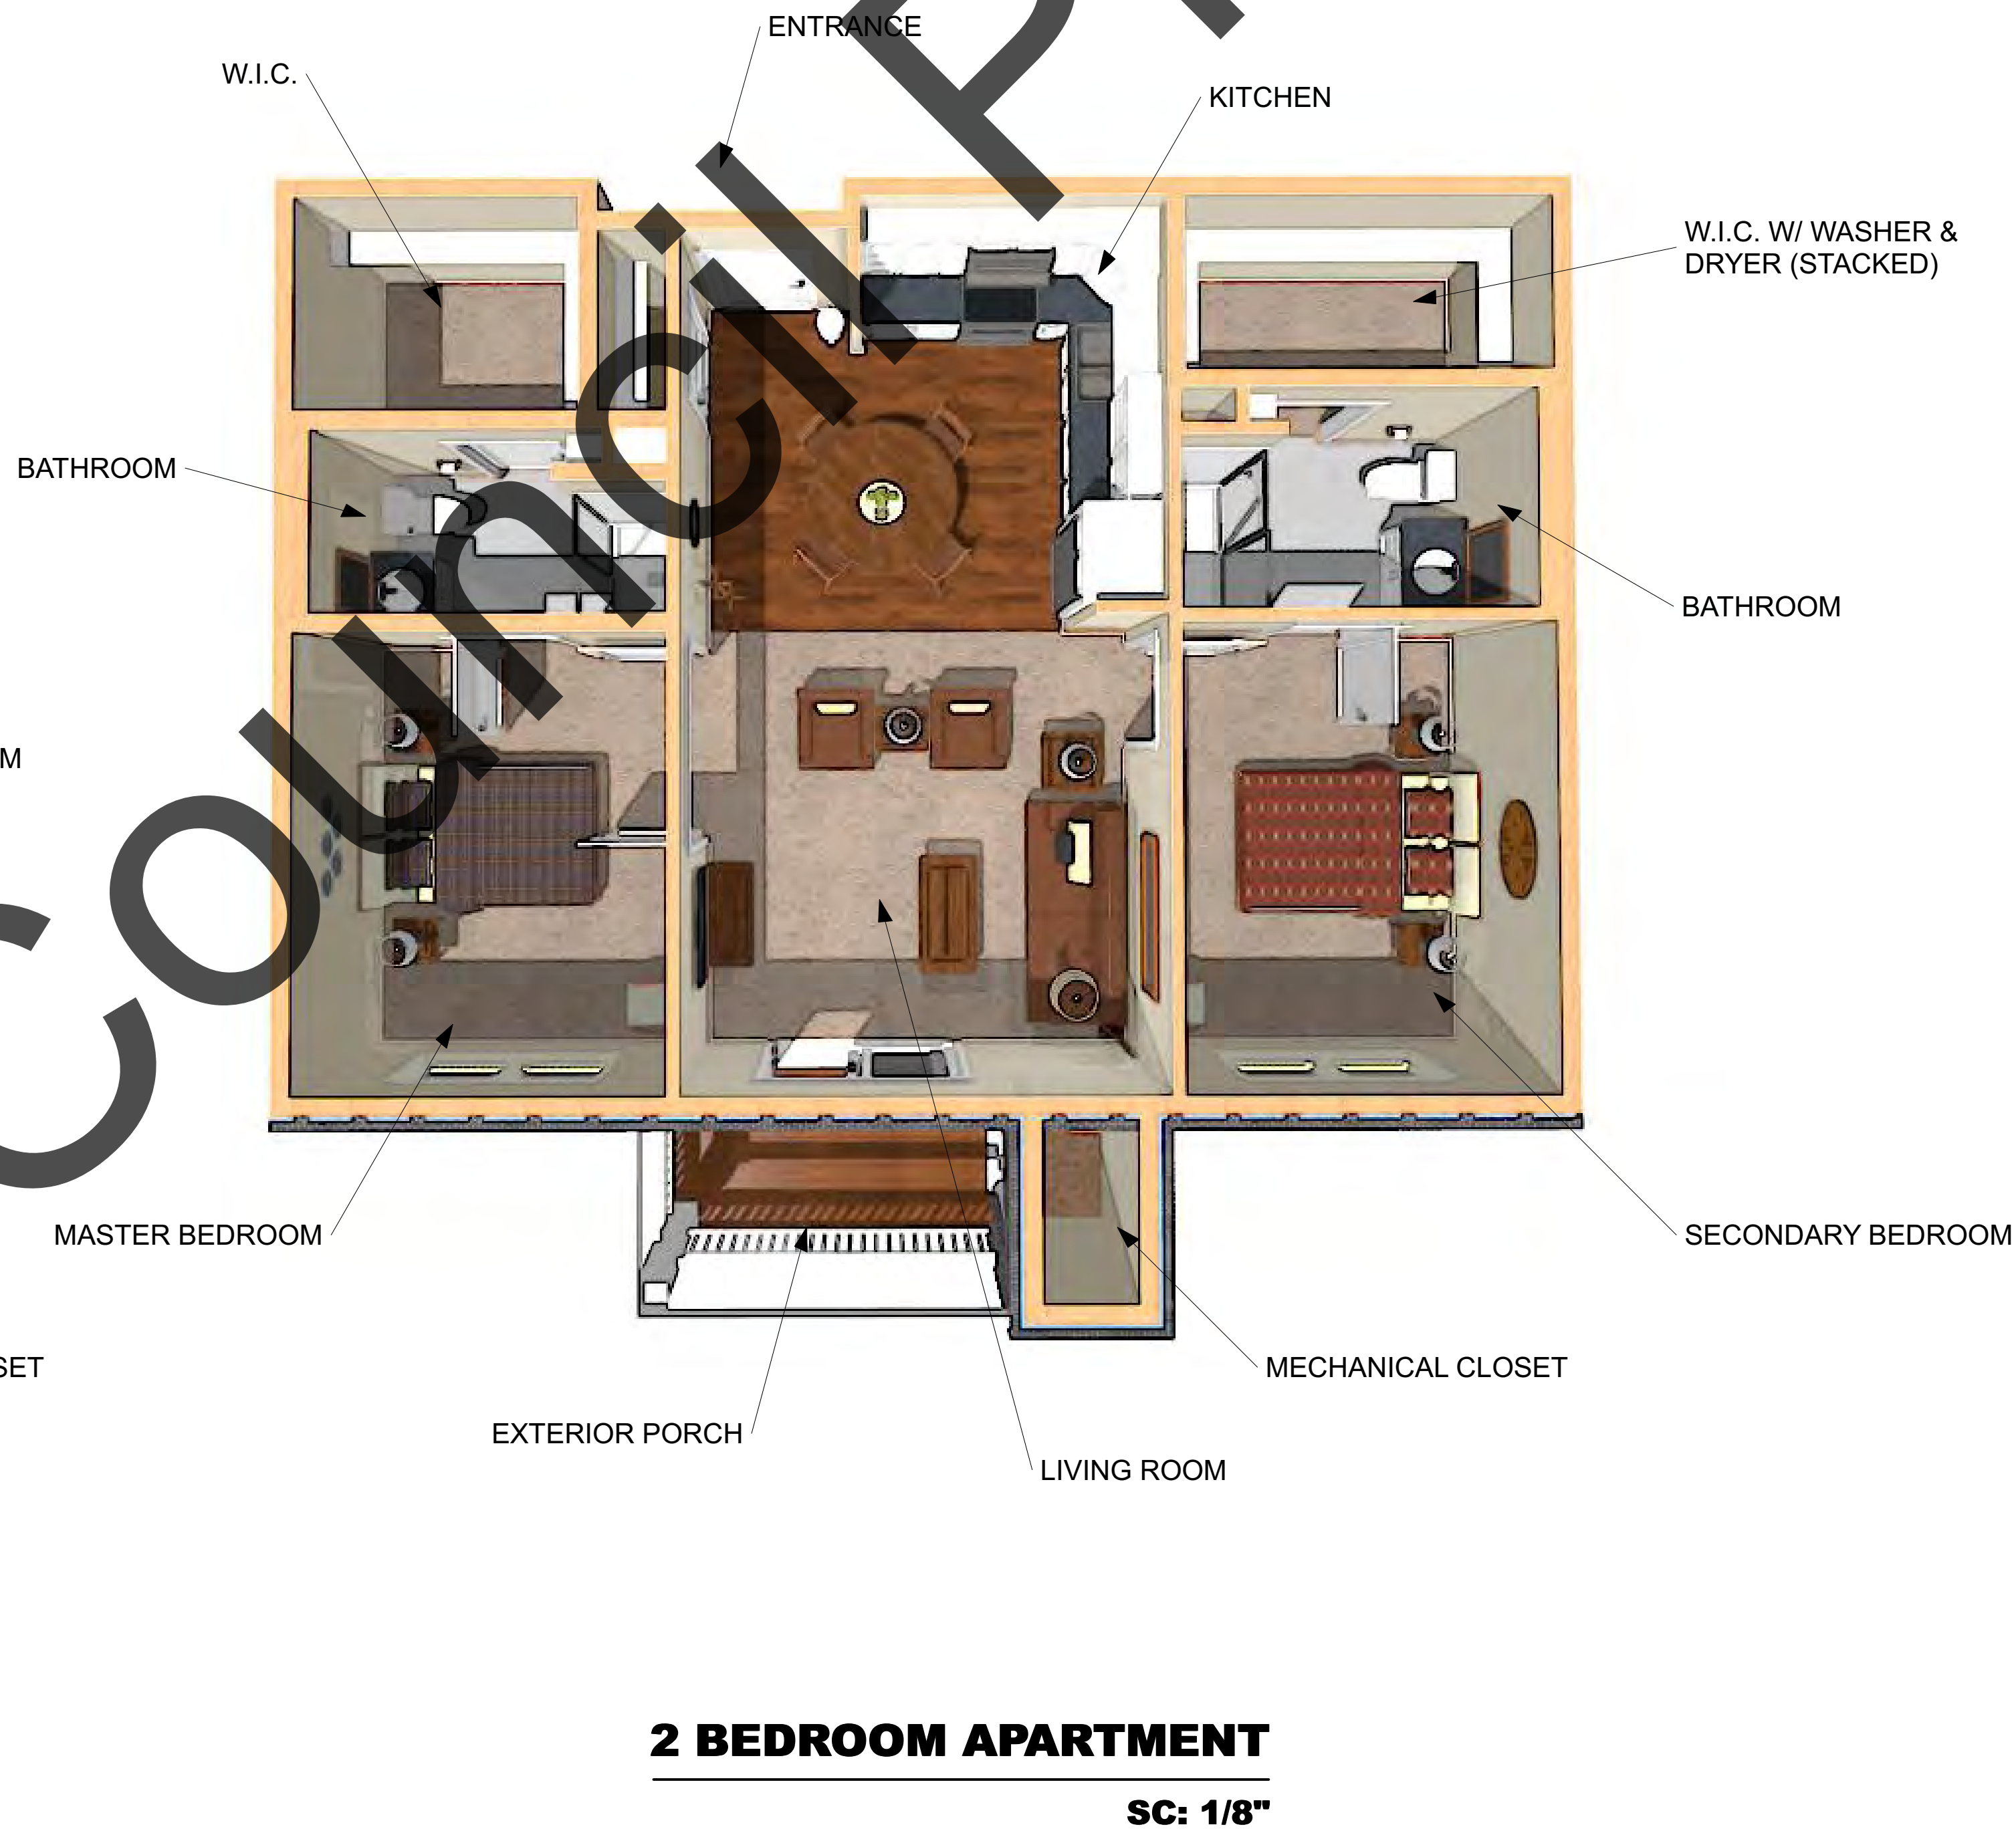 ENTRANCE
W.I.C.
KITCHEN
W.I.C. W/ WASHER &
DRYER (STACKED)
BATHROOM
BATHROOM
M
MASTER BEDROOM
SECONDARY BEDROOM
SET
MECHANICAL CLOSET
EXTERIOR PORCH
LIVING ROOM
Council
2 BEDROOM APARTMENT
SC: 1/8"